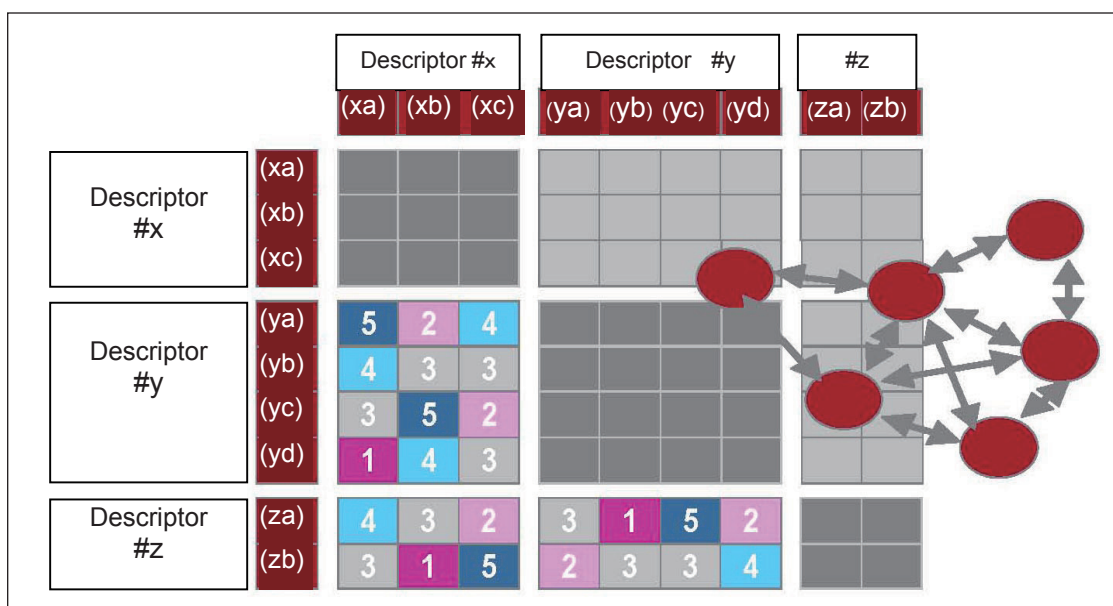 Descriptor #x Descriptor #y #z
(xa) (xb) (xc) (ya) (yb) (yc) (yd) (za) (zb)
Descriptor
#x
(xa)
(xb)
(xc)
Descriptor
#y
(ya) 5 2 4
(yb) 4 3 3
(yc) 3 5 2
(yd) 1 4 3
Descriptor
#z
(za) 4 3 2 3 1 5 2
(zb) 3 1 5 2 3 3 4